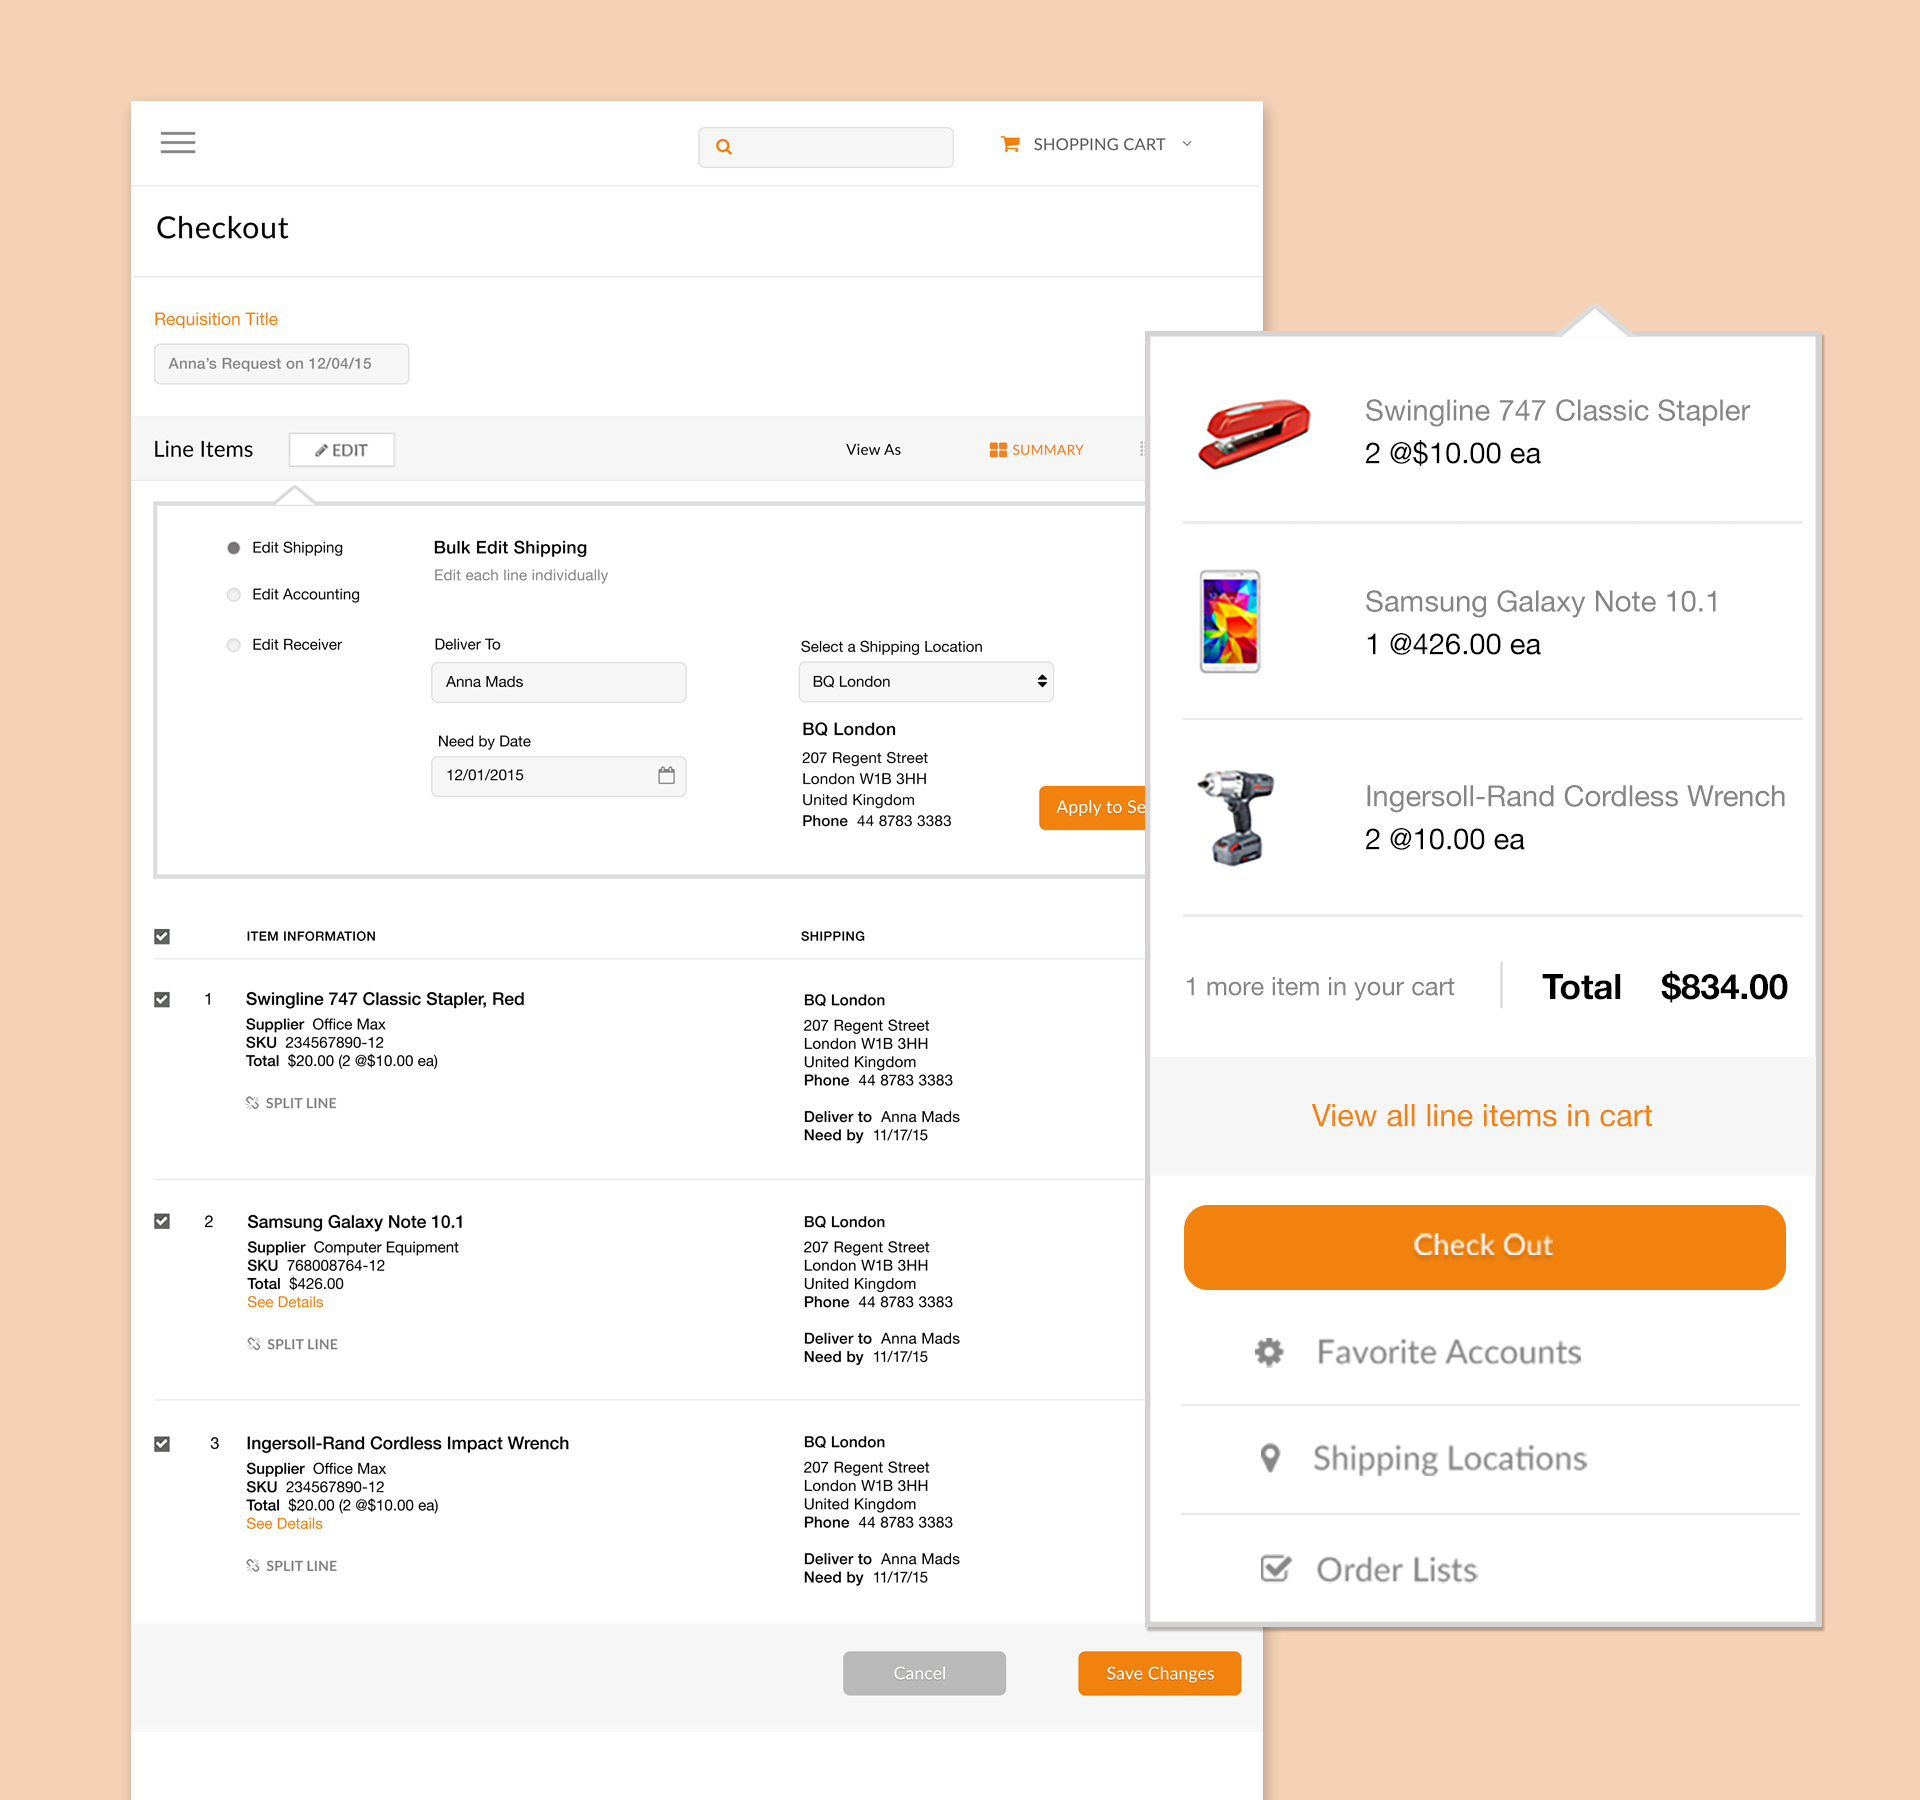 SHOPPING CART
Checkout
Requisition Title
Anna's Request on 12/04/15
Line Items
EDIT
View As
SUMMARY
Edit Shipping
Edit Accounting
Edit Receiver
Bulk Edit Shipping
Edit each line individually
Deliver To
Anna Mads
Need by Date
12/01/2015
Select a Shipping Location
BQ London
BQ London
207 Regent Street
London W1B 3HH
United Kingdom
Phone 44 8783 3383
Apply to Se
ITEM INFORMATION
SHIPPING
1
Swingline 747 Classic Stapler, Red
Supplier Office Max
SKU 234567890-12
Total $20.00 (2 @$10.00 ea)
SPLIT LINE
BQ London
207 Regent Street
London W1B 3HH
United Kingdom
Phone 44 8783 3383
Deliver to Anna Mads
Need by 11/17/15
2
Samsung Galaxy Note 10.1
Supplier Computer Equipment
SKU 768008764-12
Total $426.00
See Details
SPLIT LINE
BQ London
207 Regent Street
London W1B 3HH
United Kingdom
Phone 44 8783 3383
Deliver to Anna Mads
Need by 11/17/15
3
Ingersoll-Rand Cordless Impact Wrench
Supplier Office Max
SKU 234567890-12
Total $20.00 (2 @$10.00 ea)
See Details
SPLIT LINE
BQ London
207 Regent Street
London W1B 3HH
United Kingdom
Phone 44 8783 3383
Deliver to Anna Mads
Need by 11/17/15
Cancel
Save Changes
Swingline 747 Classic Stapler
2 @$10.00 ea
Samsung Galaxy Note 10.1
1 @426.00 ea
Ingersoll-Rand Cordless Wrench
2 @10.00 ea
1 more item in your cart
Total $834.00
View all line items in cart
Check Out
Favorite Accounts
Shipping Locations
Order Lists